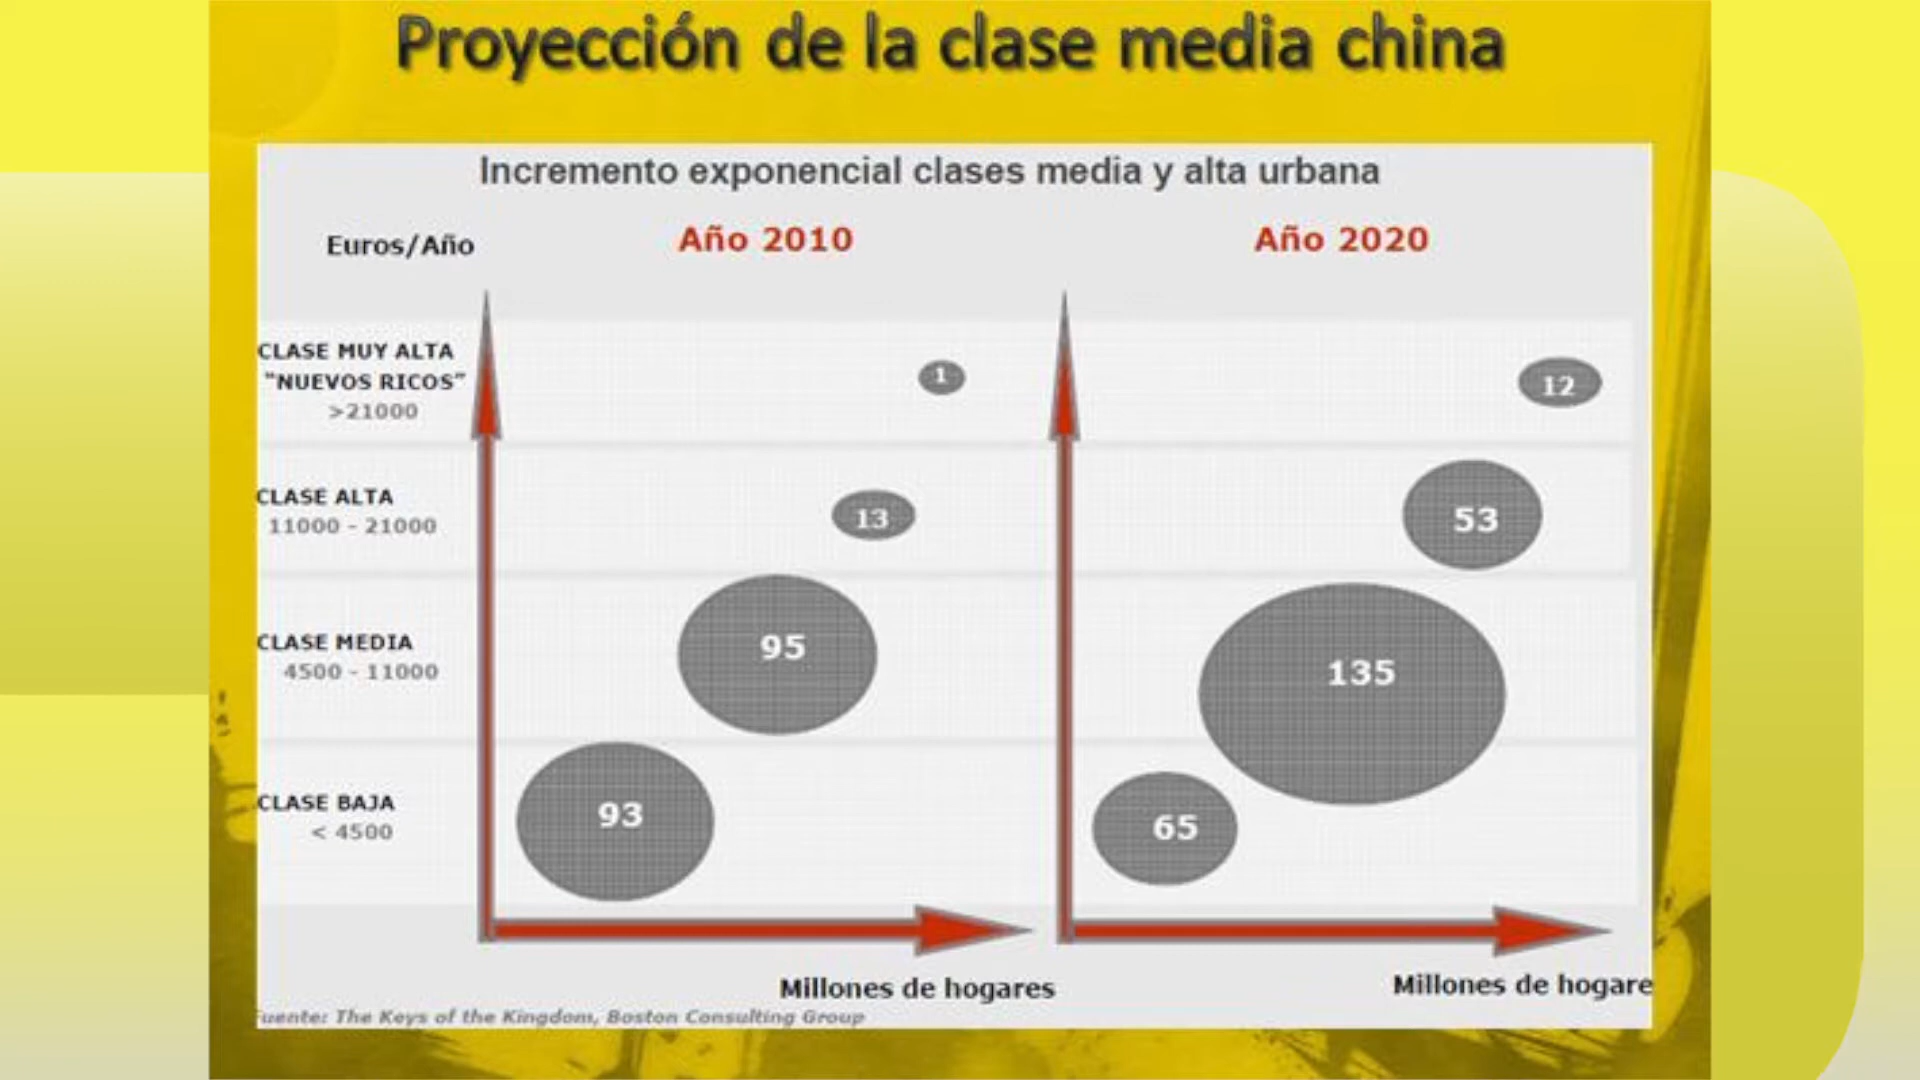 Proyección de la clase media china
Incremento exponencial clases media y alta urbana
Euros/Año
Año 2010
Año 2020
CLASE MUY ALTA
"NUEVOS RICOS"
>21000
1
12
CLASE ALTA
11000 - 21000
13
53
CLASE MEDIA
4500 - 11000
95
135
CLASE BAJA
< 4500
93
65
Millones de hogares
Millones de hogare
uente: The Keys of the Kingdom, Boston Consulting Group